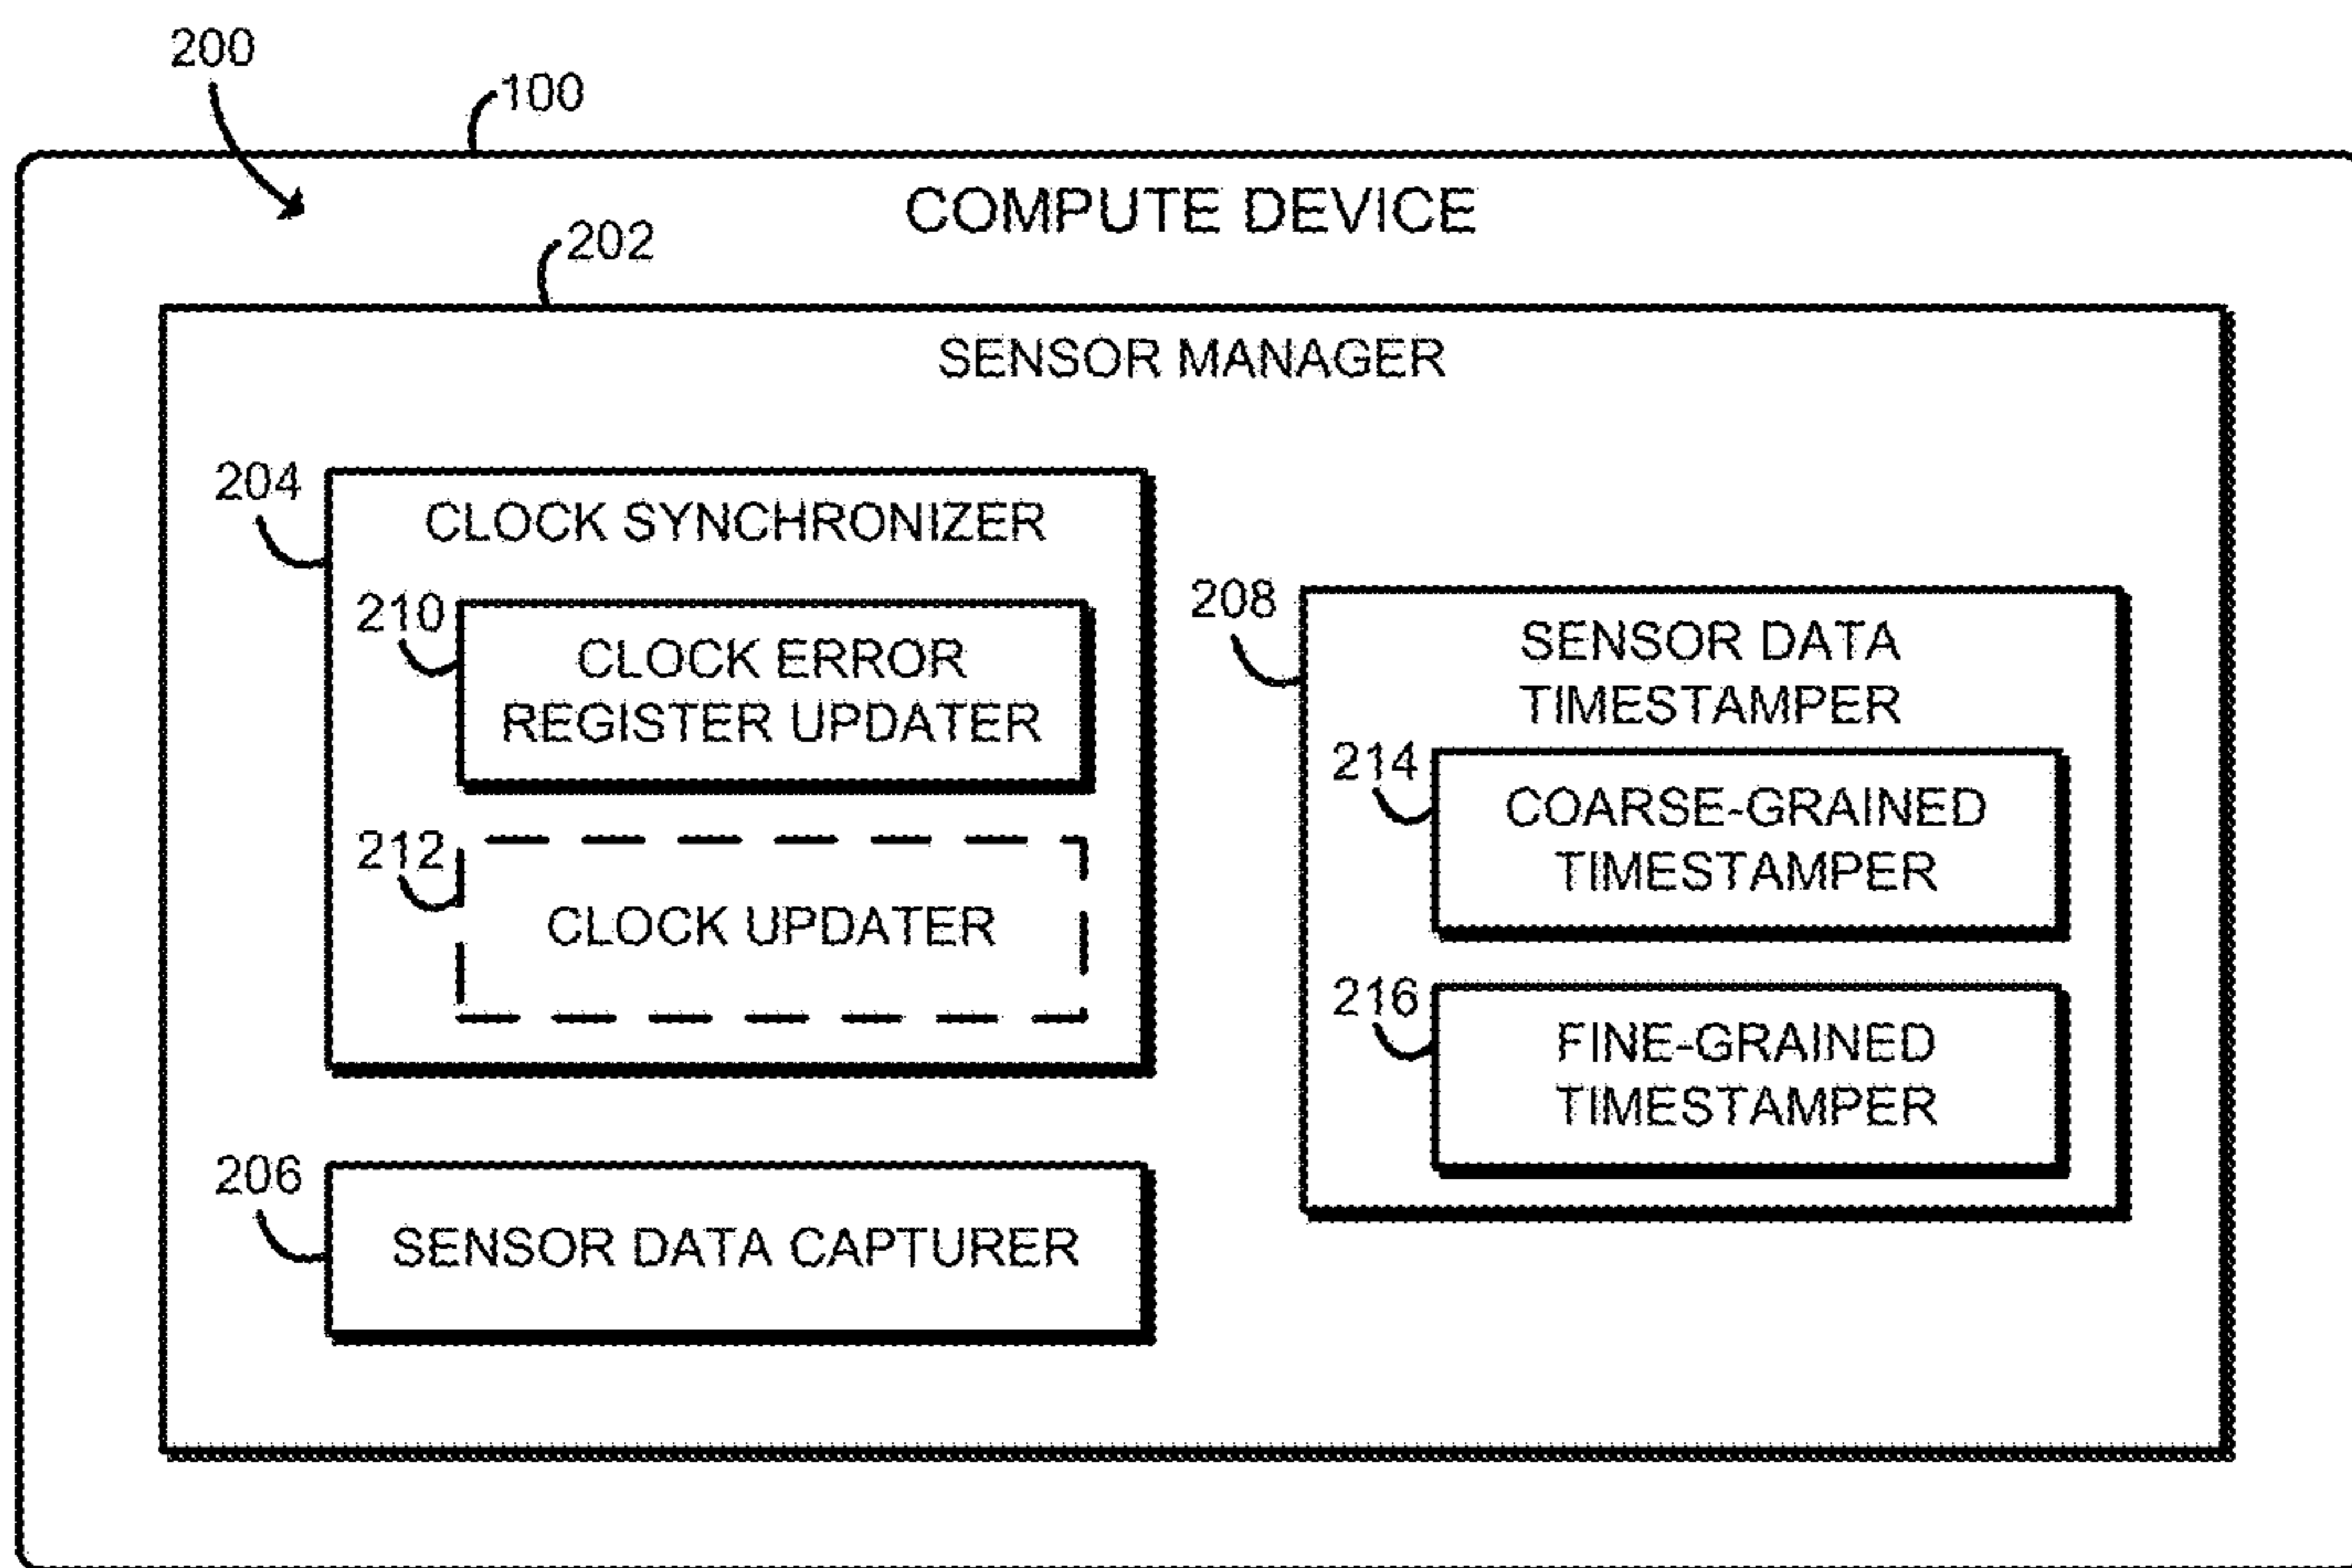 200
100
COMPUTE DEVICE
202
SENSOR MANAGER
204
CLOCK SYNCHRONIZER
210
CLOCK ERROR
REGISTER UPDATER
212
CLOCK UPDATER
206
SENSOR DATA CAPTURER
208
SENSOR DATA
TIMESTAMPER
214
COARSE-GRAINED
TIMESTAMPER
216
FINE-GRAINED
TIMESTAMPER